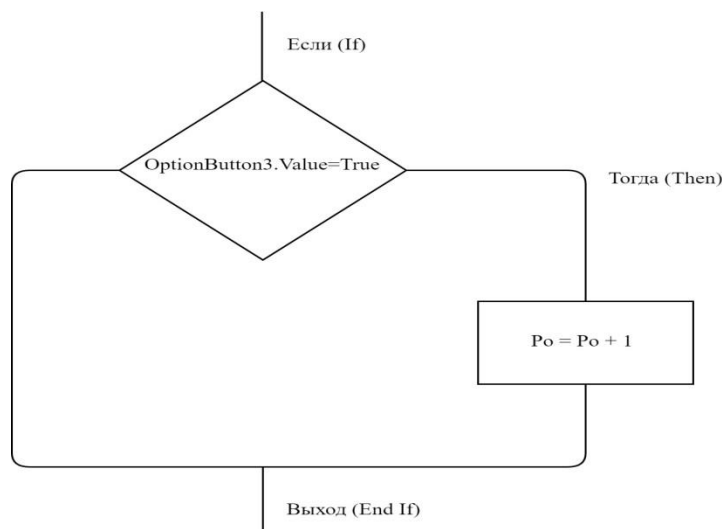 Если (If)
OptionButton3.Value=True
Тогда (Then)
Po = Po + 1
Выход (End If)